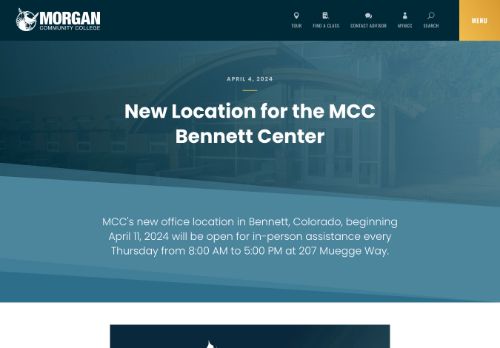 MORGAN
COMMUNITY COLLEGE
TOUR
FIND A CLASS
CONTACT ADVISOR
MYMCC
SEARCH
MENU
APRIL 4, 2024
New Location for the MCC
Bennett Center
MCC's new office location in Bennett, Colorado, beginning
April 11, 2024 will be open for in-person assistance every
Thursday from 8:00 AM to 5:00 PM at 207 Muegge Way.